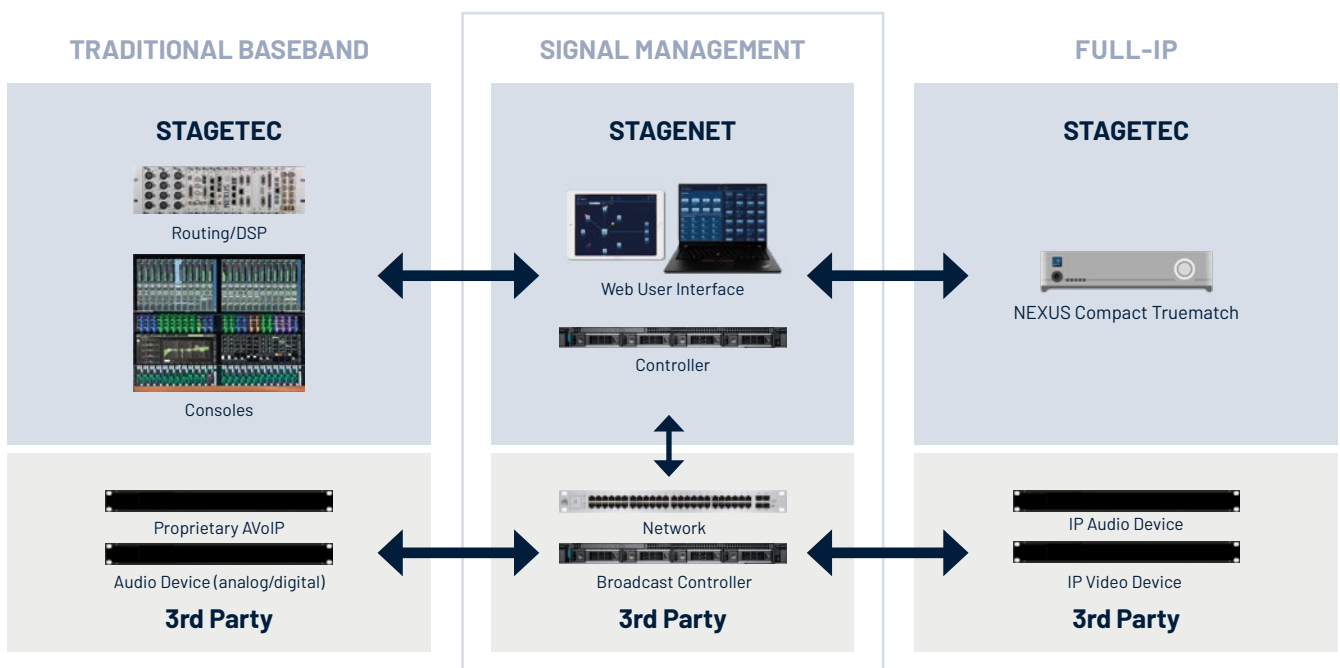 TRADITIONAL BASEBAND
STAGETEC
NEXUS
Routing/DSP
Consoles
Proprietary AVoIP
Audio Device (analog/digital)
3rd Party
SIGNAL MANAGEMENT
STAGENET
Web User Interface
Controller
Network
Broadcast Controller
3rd Party
FULL-IP
STAGETEC
NEXUS Compact Truematch
IP Audio Device
IP Video Device
3rd Party